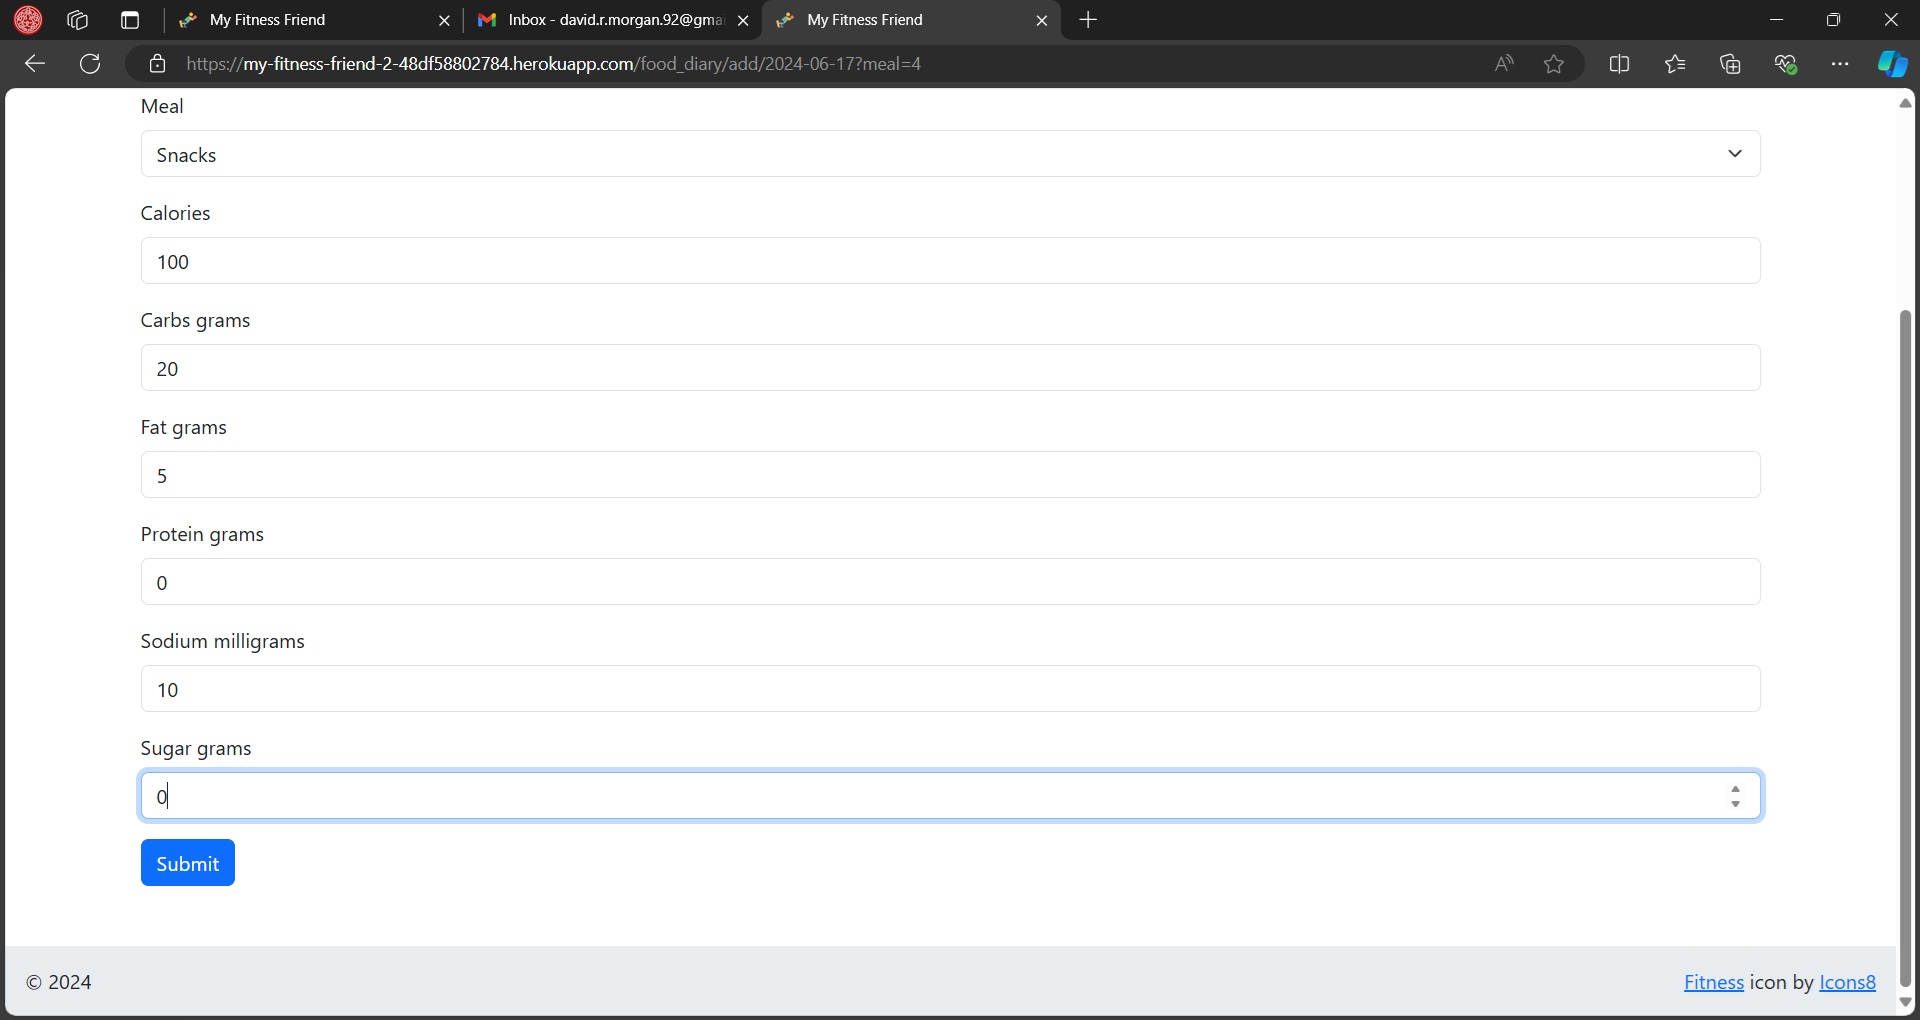 My Fitness Friend
Inbox - david.r.morgan.92@gmai
My Fitness Friend
https://my-fitness-friend-2-48df58802784.herokuapp.com/food_diary/add/2024-06-17?meal=4
Meal
Snacks
Calories
100
Carbs grams
20
Fat grams
5
Protein grams
0
Sodium milligrams
10
Sugar grams
0
Submit
© 2024
Fitness icon by Icons8